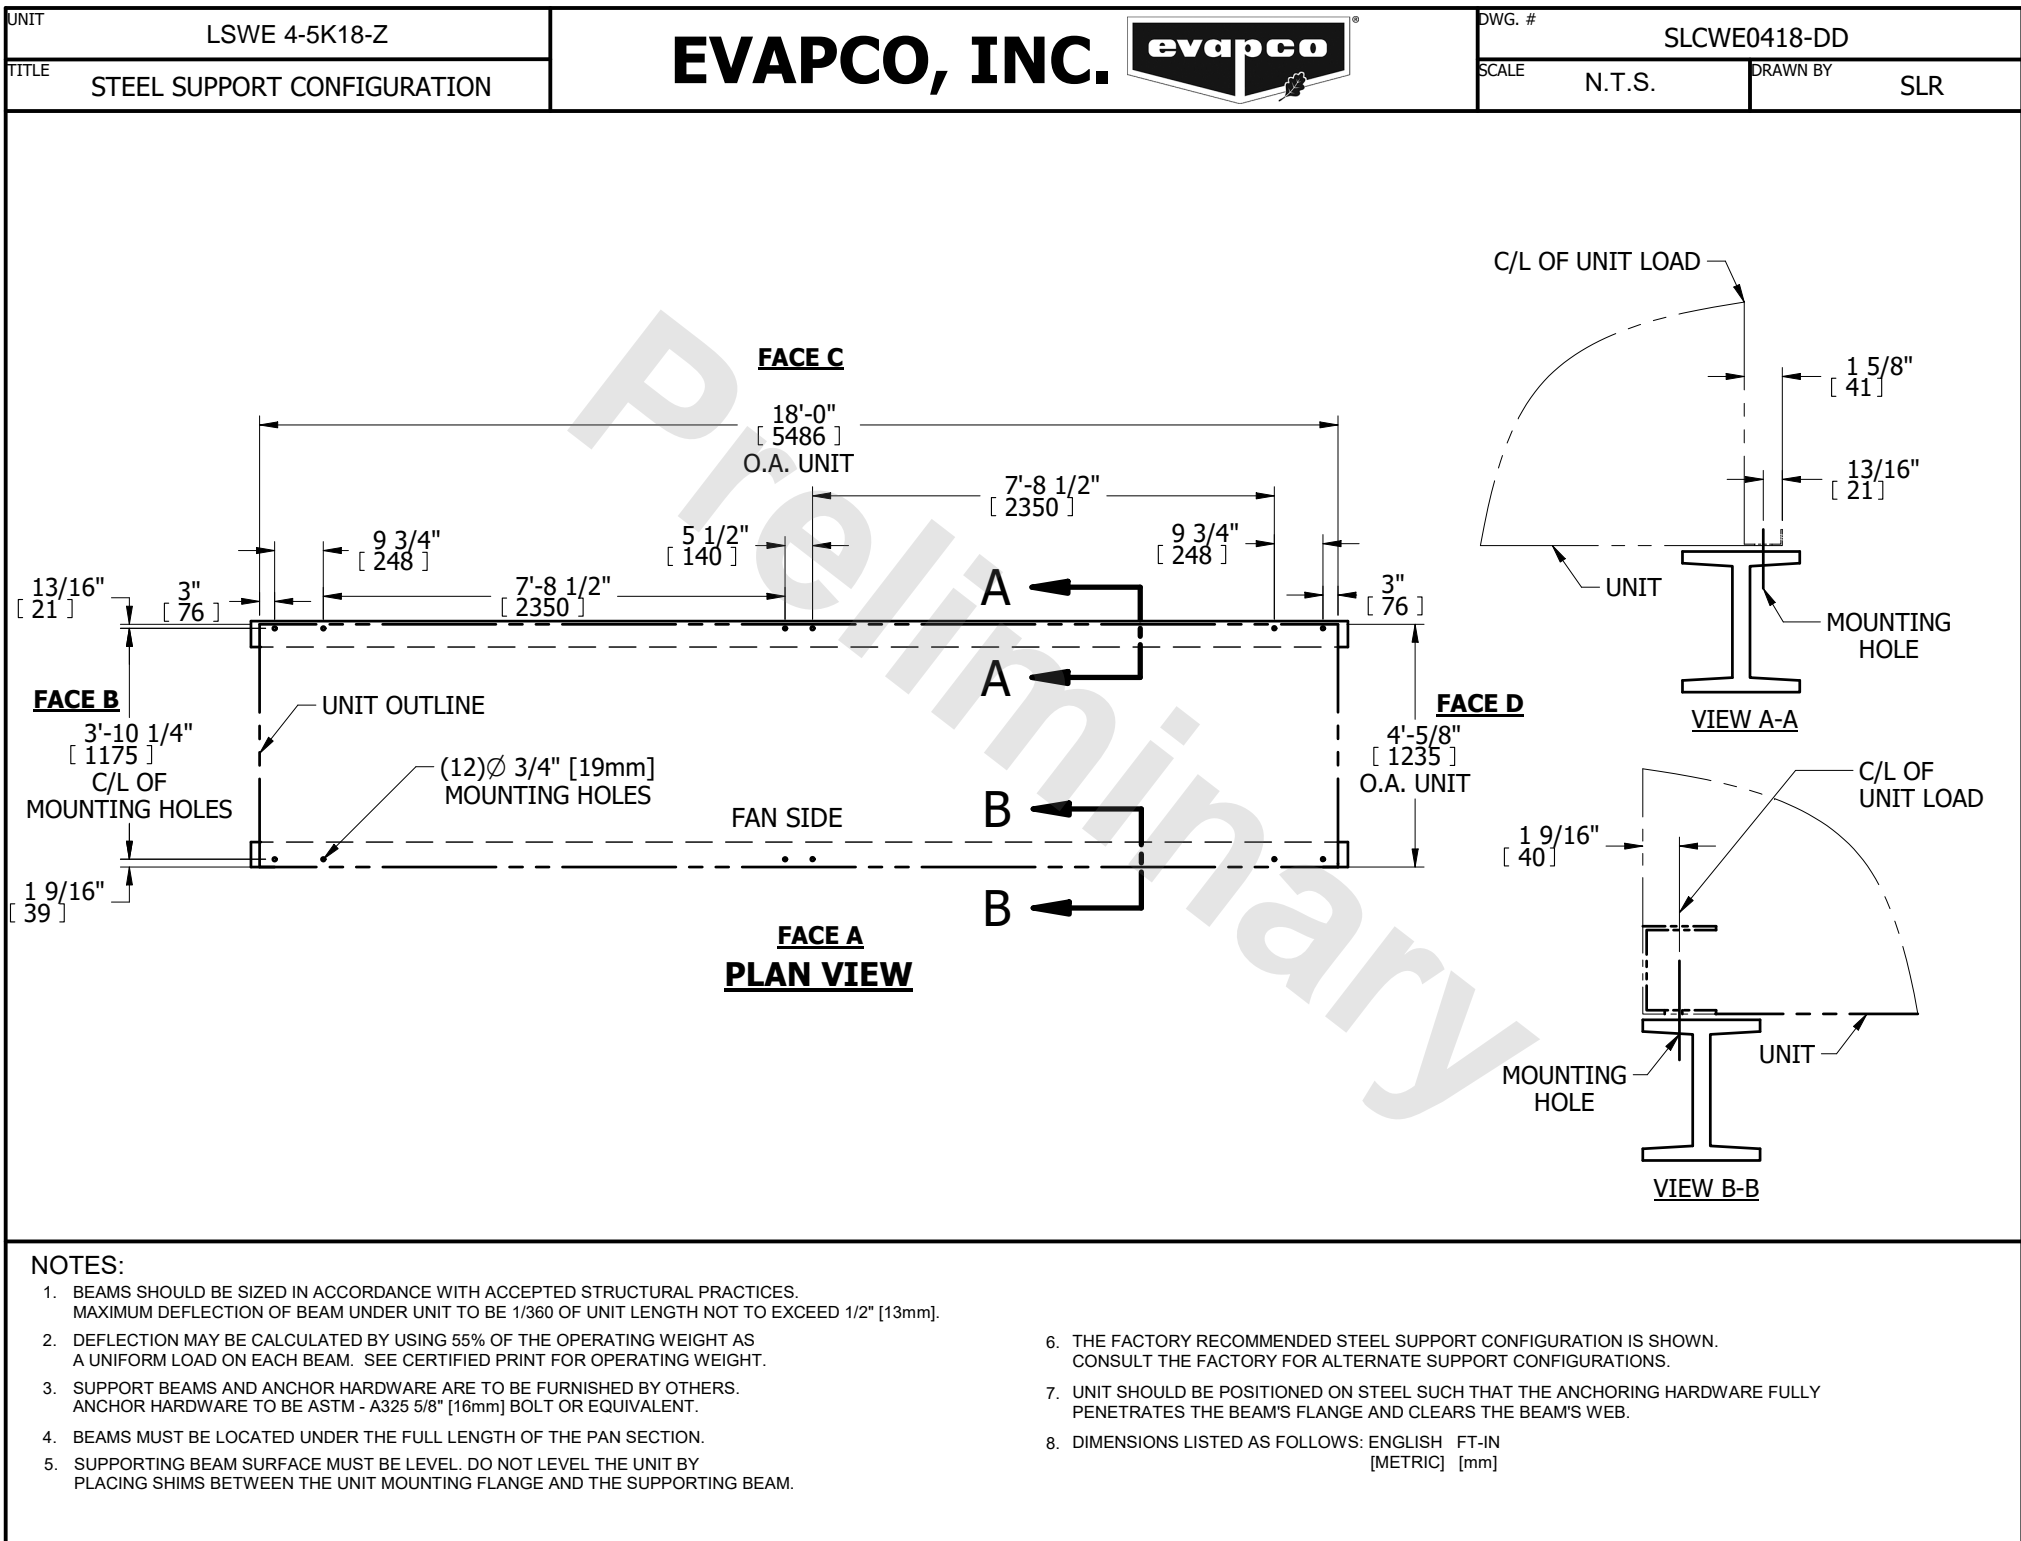 UNIT
LSWE 4-5K18-Z
TITLE
STEEL SUPPORT CONFIGURATION
EVAPCO, INC.
evapco
®
DWG. #
SLCWE0418-DD
SCALE
N.T.S.
DRAWN BY
SLR
Preliminary
FACE C
18'-0"
[ 5486 ]
O.A. UNIT
7'-8 1/2"
[ 2350 ]
9 3/4"
[ 248 ]
5 1/2"
[ 140 ]
9 3/4"
[ 248 ]
13/16"
[ 21 ]
3"
[ 76 ]
7'-8 1/2"
[ 2350 ]
A
3"
[ 76 ]
A
FACE B
UNIT OUTLINE
FACE D
3'-10 1/4"
[ 1175 ]
C/L OF
MOUNTING HOLES
4'-5/8"
[ 1235 ]
O.A. UNIT
(12)∅ 3/4" [19mm]
MOUNTING HOLES
FAN SIDE
B
B
1 9/16"
[ 39 ]
FACE A
PLAN VIEW
C/L OF UNIT LOAD
1 5/8"
[ 41 ]
13/16"
[ 21 ]
UNIT
MOUNTING
HOLE
VIEW A-A
C/L OF
UNIT LOAD
1 9/16"
[ 40 ]
UNIT
MOUNTING
HOLE
VIEW B-B
NOTES:
1. BEAMS SHOULD BE SIZED IN ACCORDANCE WITH ACCEPTED STRUCTURAL PRACTICES.
MAXIMUM DEFLECTION OF BEAM UNDER UNIT TO BE 1/360 OF UNIT LENGTH NOT TO EXCEED 1/2" [13mm].
2. DEFLECTION MAY BE CALCULATED BY USING 55% OF THE OPERATING WEIGHT AS
A UNIFORM LOAD ON EACH BEAM. SEE CERTIFIED PRINT FOR OPERATING WEIGHT.
3. SUPPORT BEAMS AND ANCHOR HARDWARE ARE TO BE FURNISHED BY OTHERS.
ANCHOR HARDWARE TO BE ASTM - A325 5/8" [16mm] BOLT OR EQUIVALENT.
4. BEAMS MUST BE LOCATED UNDER THE FULL LENGTH OF THE PAN SECTION.
5. SUPPORTING BEAM SURFACE MUST BE LEVEL. DO NOT LEVEL THE UNIT BY
PLACING SHIMS BETWEEN THE UNIT MOUNTING FLANGE AND THE SUPPORTING BEAM.
6. THE FACTORY RECOMMENDED STEEL SUPPORT CONFIGURATION IS SHOWN.
CONSULT THE FACTORY FOR ALTERNATE SUPPORT CONFIGURATIONS.
7. UNIT SHOULD BE POSITIONED ON STEEL SUCH THAT THE ANCHORING HARDWARE FULLY
PENETRATES THE BEAM'S FLANGE AND CLEARS THE BEAM'S WEB.
8. DIMENSIONS LISTED AS FOLLOWS: ENGLISH FT-IN
[METRIC] [mm]